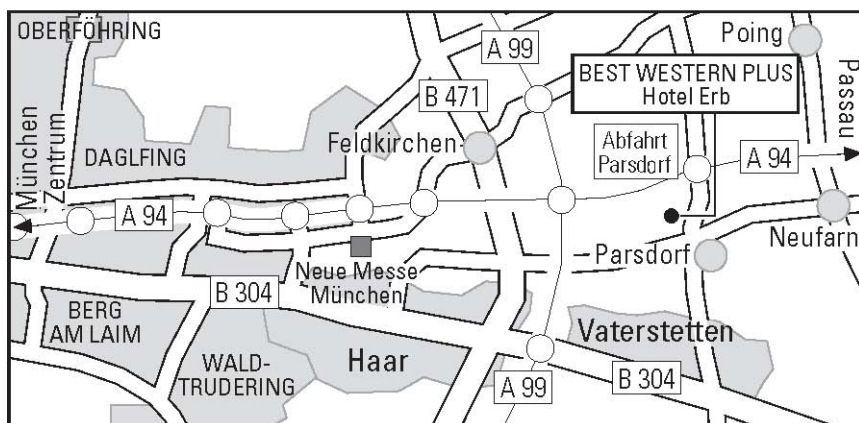 OBERFÖHRING
A 99
Poing
BEST WESTERN PLUS
Hotel Erb
Passau
B 471
München
Zentrum
DAGLFING
Feldkirchen
Abfahrt
Parsdorf
A 94
A 94
Neufarn
Parsdorf
Neue Messe
München
B 304
BERG
AM LAIM
Vaterstetten
WALD-
TRUDERING
Haar
A 99
B 304